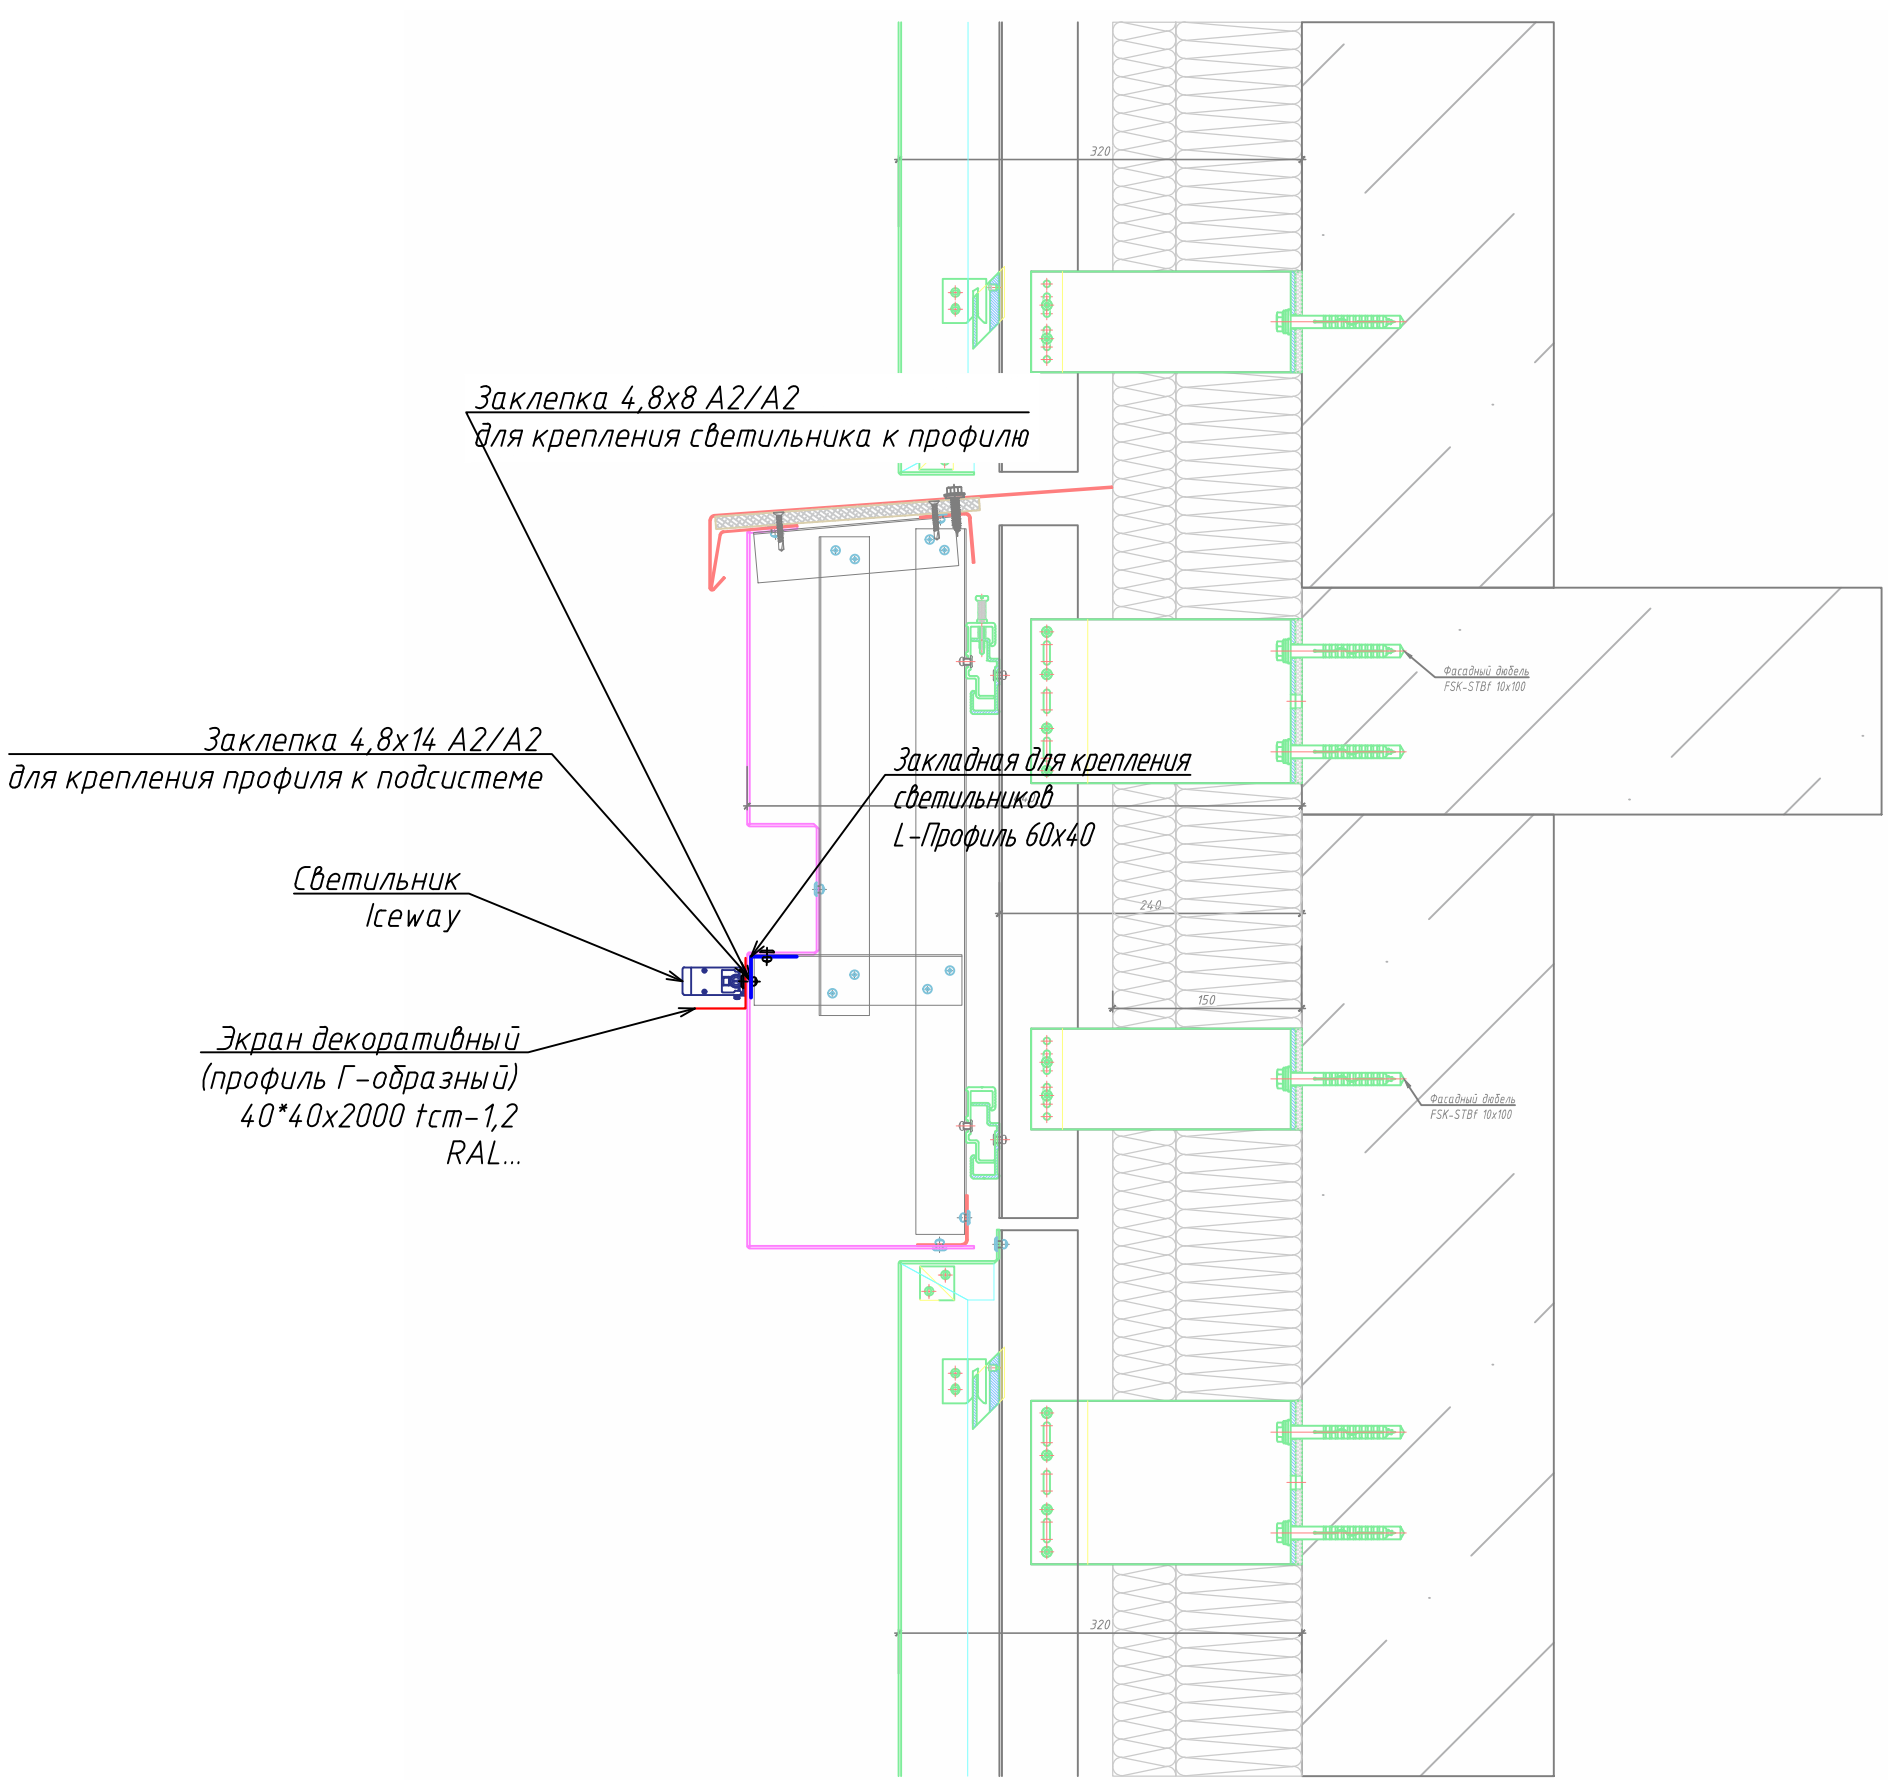 320
Заклепка 4,8х8 А2/А2
для крепления светильника к профилю
Фасадный дюбель
FSK-STBf 10х100
Заклепка 4,8х14 А2/А2
для крепления профиля к подсистеме
Закладная для крепления
светильников
L-Профиль 60х40
Светильник
Iceway
240
150
Экран декоративный
(профиль Г-образный)
40*40х2000 tcm-1,2
RAL...
Фасадный дюбель
FSK-STBf 10х100
320